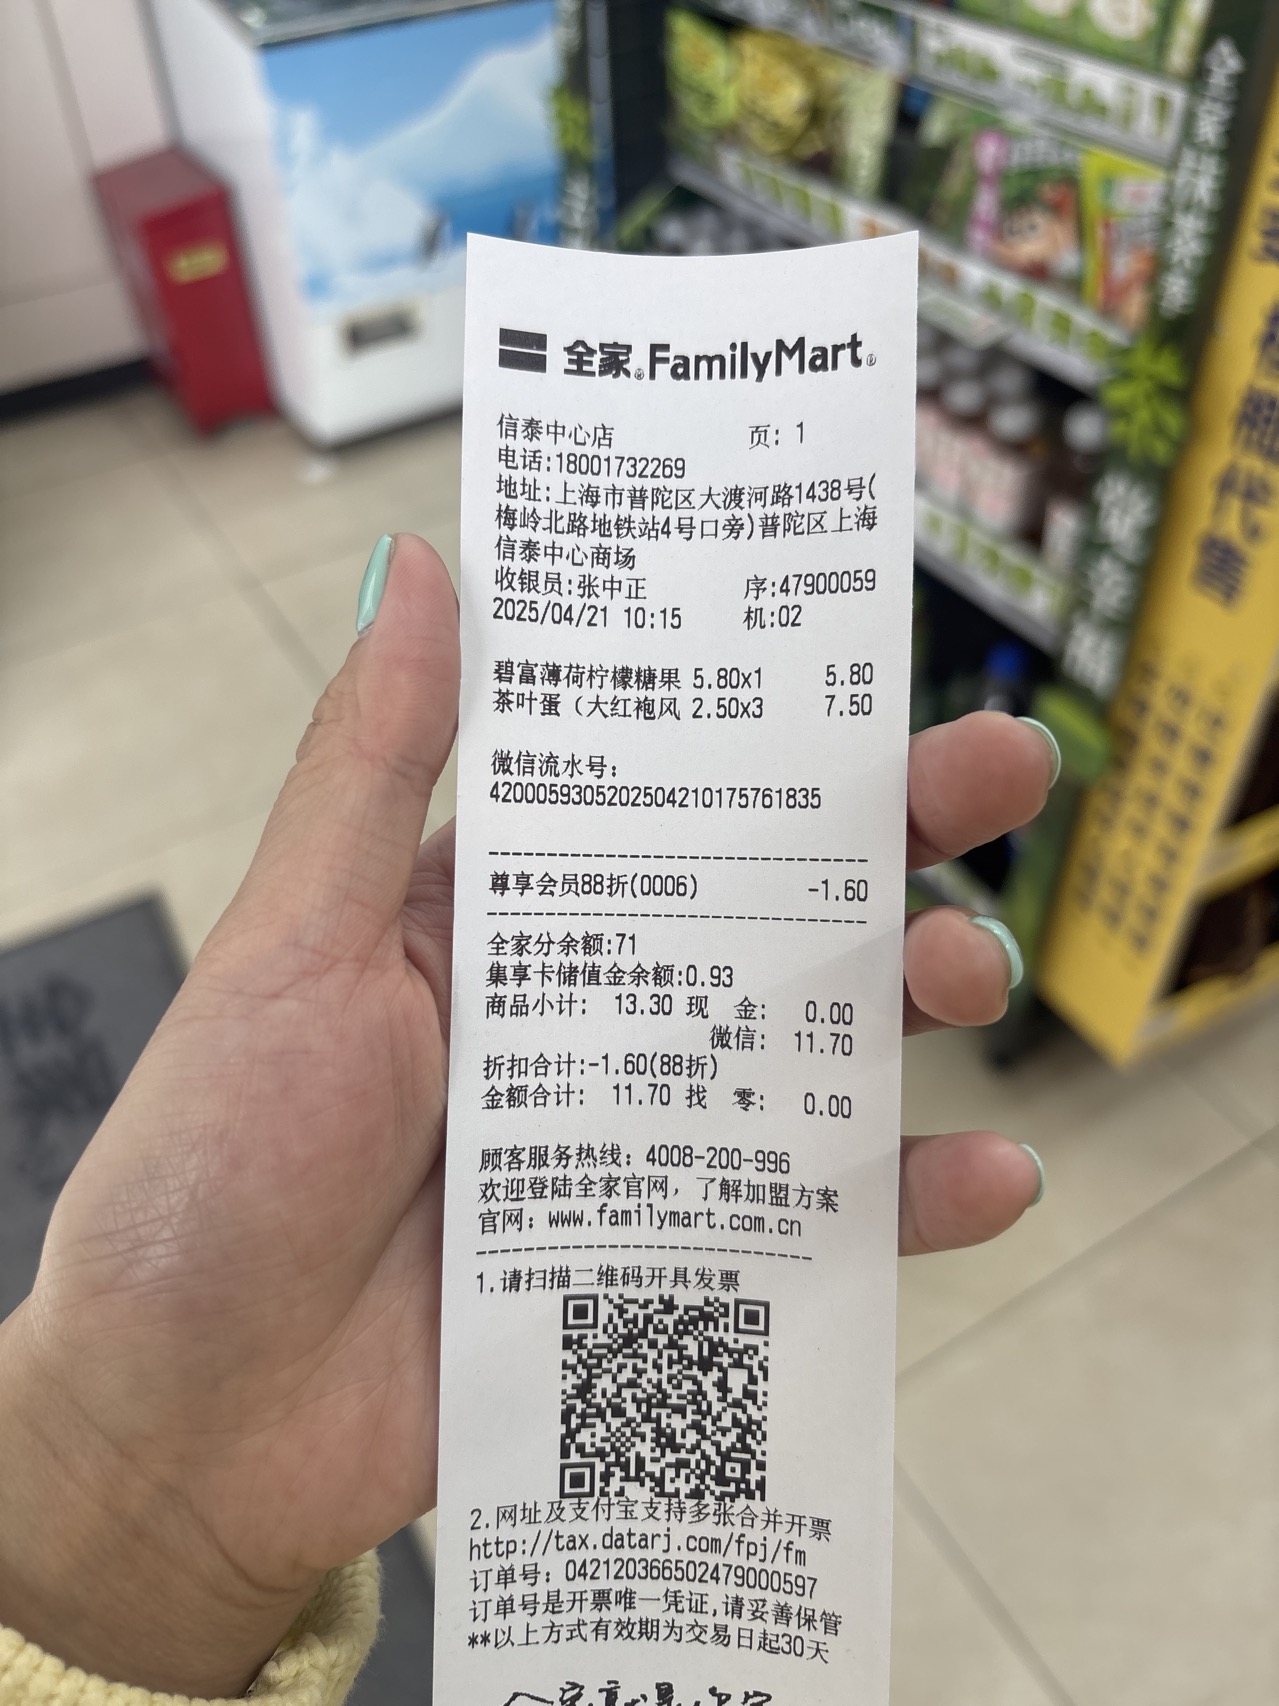 全家 FamilyMart
信泰中心店 页: 1
电话:18001732269
地址:上海市普陀区大渡河路1438号(
梅岭北路地铁站4号口旁)普陀区上海
信泰中心商场
收银员:张中正 序:47900059
2025/04/21 10:15 机:02
碧富薄荷柠檬糖果 5.80x1 5.80
茶叶蛋（大红袍风 2.50x3 7.50
微信流水号:
4200059305202504210175761835
尊享会员88折(0006) -1.60
全家分余额:71
集享卡储值金余额:0.93
商品小计: 13.30 现 金: 0.00
微信: 11.70
折扣合计:-1.60(88折)
金额合计: 11.70 找 零: 0.00
顾客服务热线: 4008-200-996
欢迎登陆全家官网, 了解加盟方案
官网: www.familymart.com.cn
1.请扫描二维码开具发票
2.网址及支付宝支持多张合并开票
http://tax.datarj.com/fpj/fm
订单号: 042120366502479000597
订单号是开票唯一凭证,请妥善保管
**以上方式有效期为交易日起30天